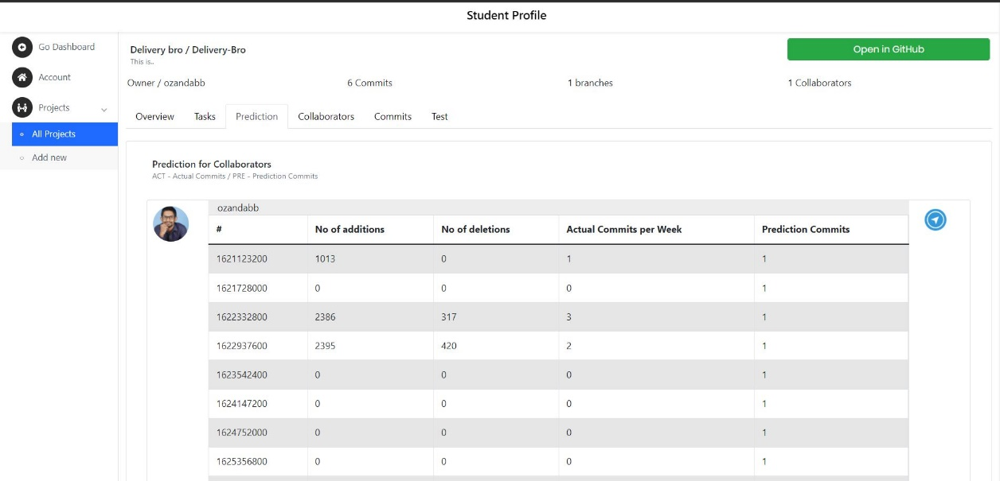 Student Profile
Go Dashboard
Account
Projects
All Projects
Add new
Delivery bro / Delivery-Bro
This is..
Open in GitHub
Owner / ozandabb 6 Commits 1 branches 1 Collaborators
Overview Tasks Prediction Collaborators Commits Test
Prediction for Collaborators
ACT - Actual Commits / PRE - Prediction Commits
ozandabb
# No of additions No of deletions Actual Commits per Week Prediction Commits
1621123200 1013 0 1 1
1621728000 0 0 0 1
1622332800 2386 317 3 1
1622937600 2395 420 2 1
1623542400 0 0 0 1
1624147200 0 0 0 1
1624752000 0 0 0 1
1625356800 0 0 0 1